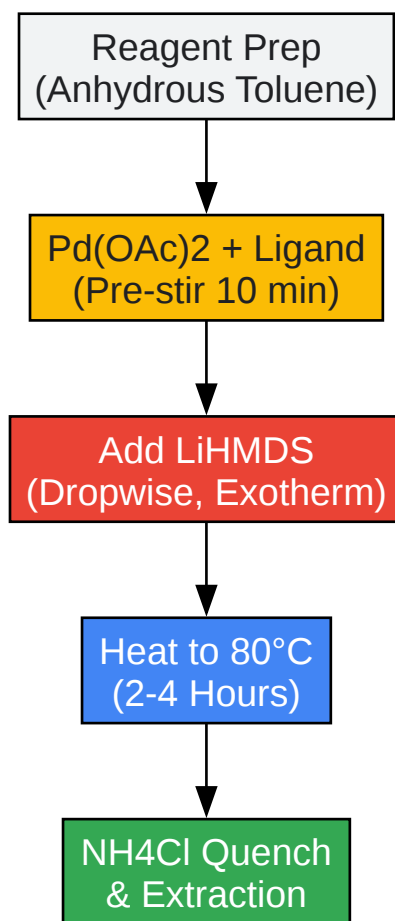 Reagent Prep
(Anhydrous Toluene)
Pd(OAc)2 + Ligand
(Pre-stir 10 min)
Add LiHMDS
(Dropwise, Exotherm)
Heat to 80°C
(2-4 Hours)
NH4Cl Quench
& Extraction